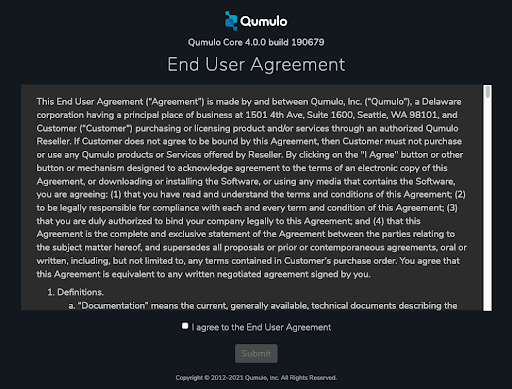 Qumulo
Qumulo Core 4.0.0 build 190679
End User Agreement
This End User Agreement ("Agreement") is made by and between Qumulo, Inc. ("Qumulo"), a Delaware
corporation having a principal place of business at 1501 4th Ave, Suite 1600, Seattle, WA 98101, and
Customer ("Customer") purchasing or licensing product and/or services through an authorized Qumulo
Reseller. If Customer does not agree to be bound by this Agreement, then Customer must not purchase
or use any Qumulo products or Services offered by Reseller. By clicking on the "I Agree" button or other
button or mechanism designed to acknowledge agreement to the terms of an electronic copy of this
Agreement, or downloading or installing the Software, or using any media that contains the Software,
you are agreeing: (1) that you have read and understand the terms and conditions of this Agreement; (2)
to be legally responsible for compliance with each and every term and condition of this Agreement; (3)
that you are duly authorized to bind your company legally to this Agreement; and (4) that this
Agreement is the complete and exclusive statement of the Agreement between the parties relating to
the subject matter hereof, and supersedes all proposals or prior or contemporaneous agreements, oral or
written, including, but not limited to, any terms contained in Customer's purchase order. You agree that
this Agreement is equivalent to any written negotiated agreement signed by you.
1. Definitions.
a. "Documentation" means the current, generally available, technical documents describing the
I agree to the End User Agreement
Submit
Copyright © 2012-2021 Qumulo, Inc. All Rights Reserved.